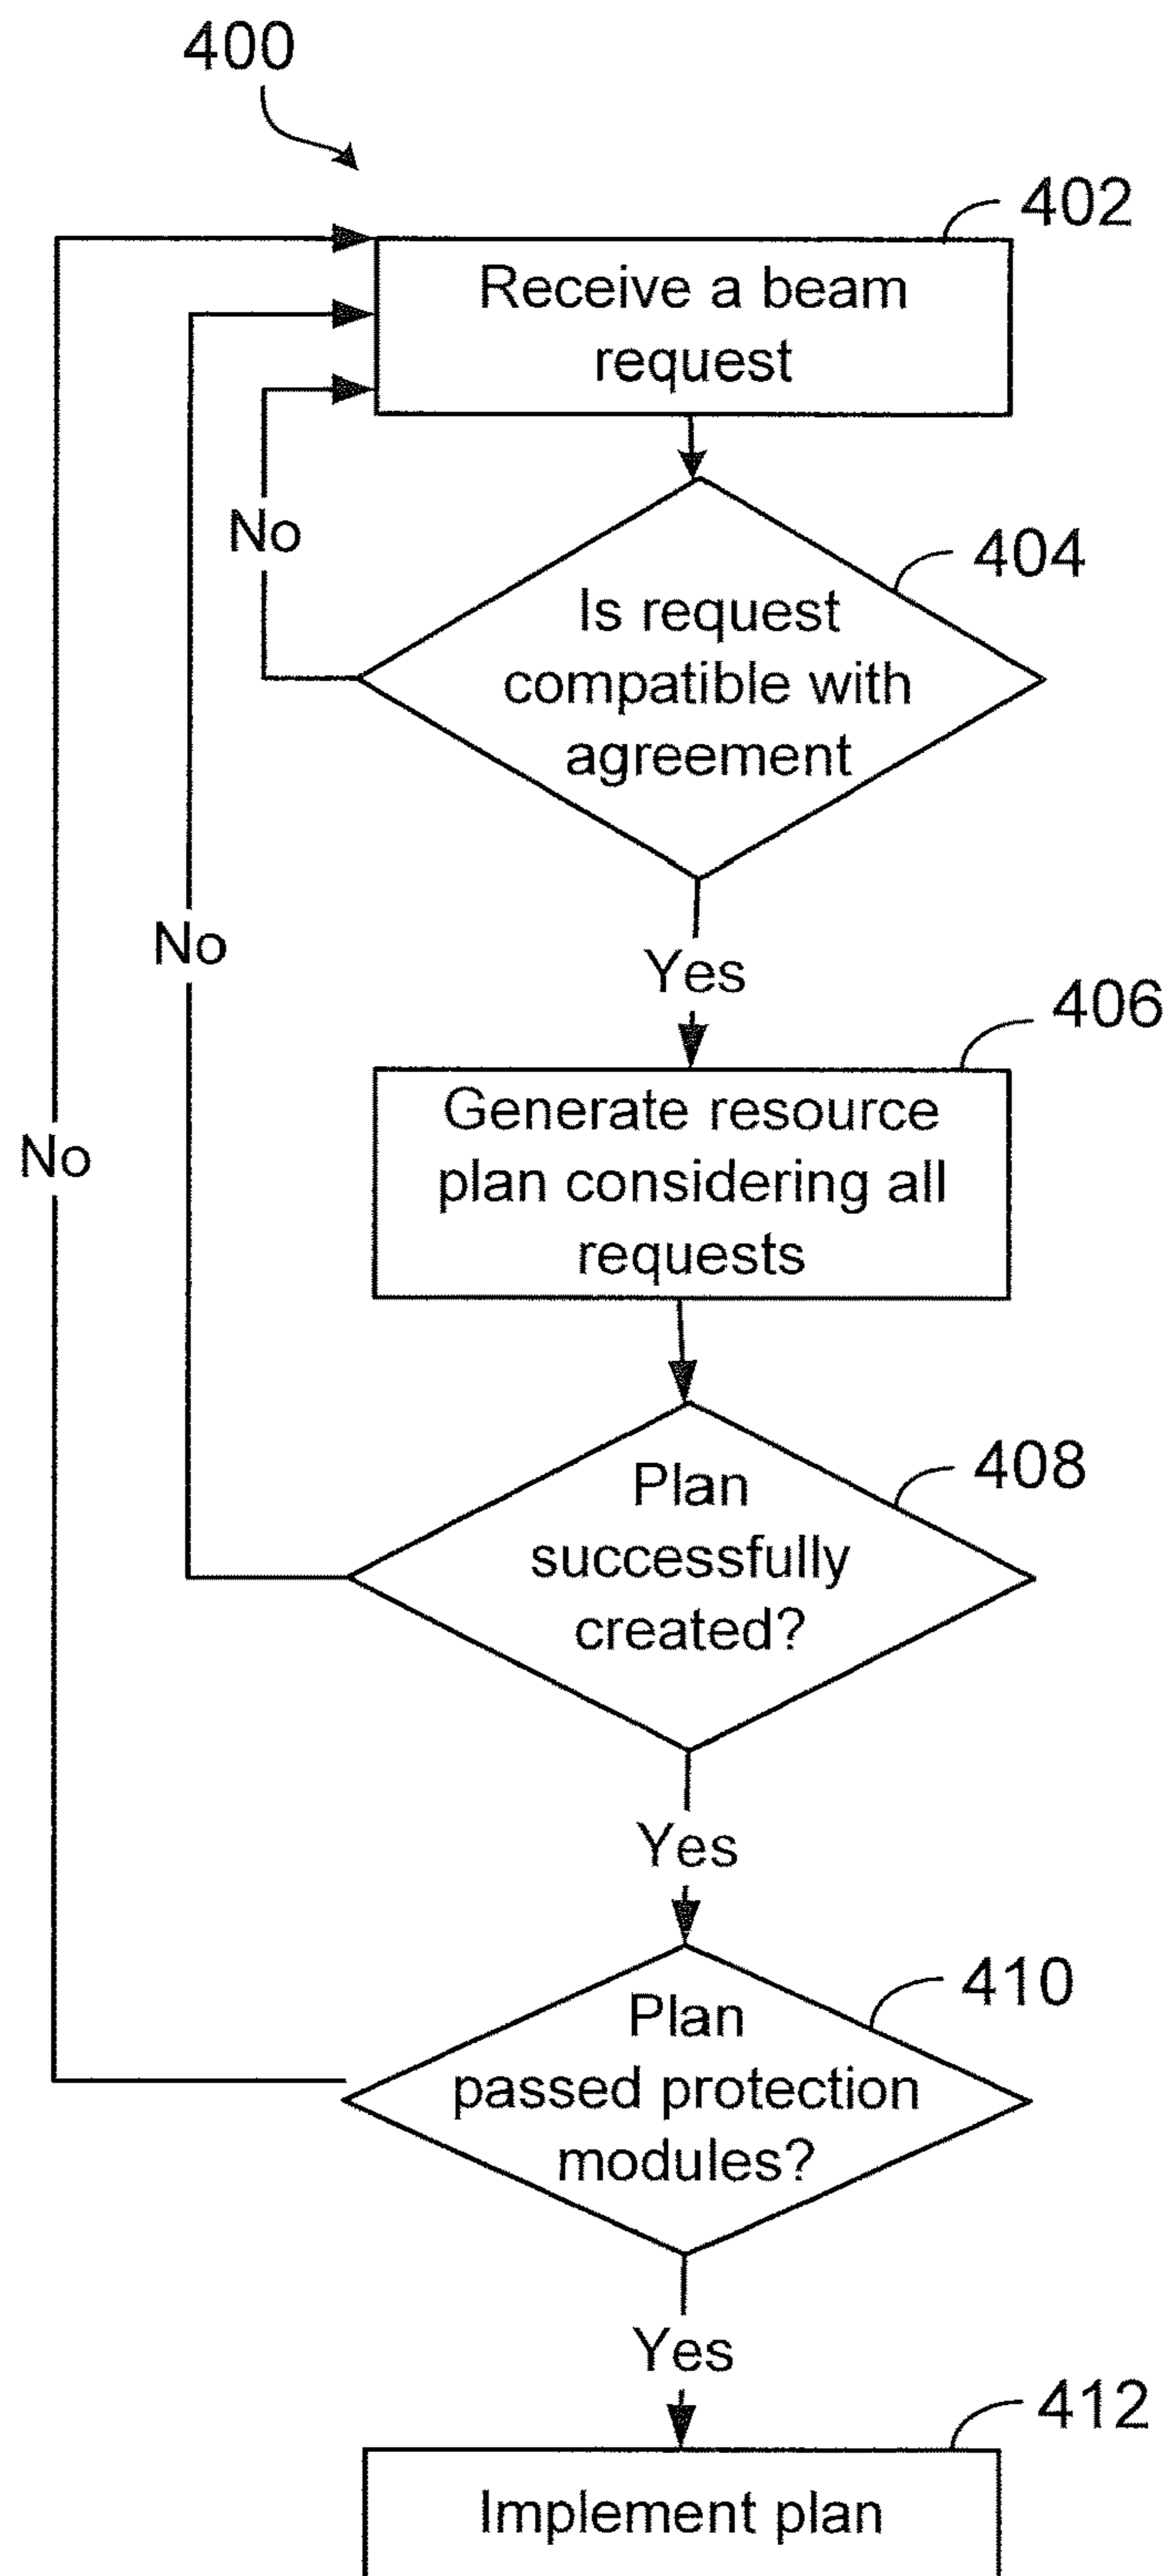 400
402
Receive a beam
request
No
404
Is request
compatible with
agreement
No
Yes
406
Generate resource
plan considering all
requests
No
408
Plan
successfully
created?
Yes
410
Plan
passed protection
modules?
Yes
412
Implement plan